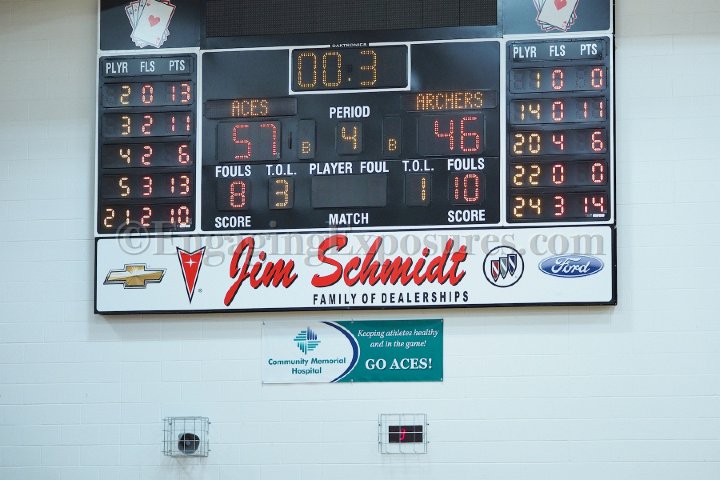 DAKTRONICS
PLYR FLS PTS
2 0 13
3 2 11
4 2 6
5 3 13
21 2 10
00.3
ACES
PERIOD
ARCHERS
57
B
4
B
46
FOULS
T.O.L.
PLAYER FOUL
T.O.L.
FOULS
8
3
1
10
SCORE
MATCH
SCORE
PLYR FLS PTS
1 0 0
14 0 11
20 4 6
22 0 0
24 3 14
© EngagingExposures.com ©
Jim Schmidt
FAMILY OF DEALERSHIPS
Ford
Community Memorial
Hospital
Keeping athletes healthy
and in the game!
GO ACES!